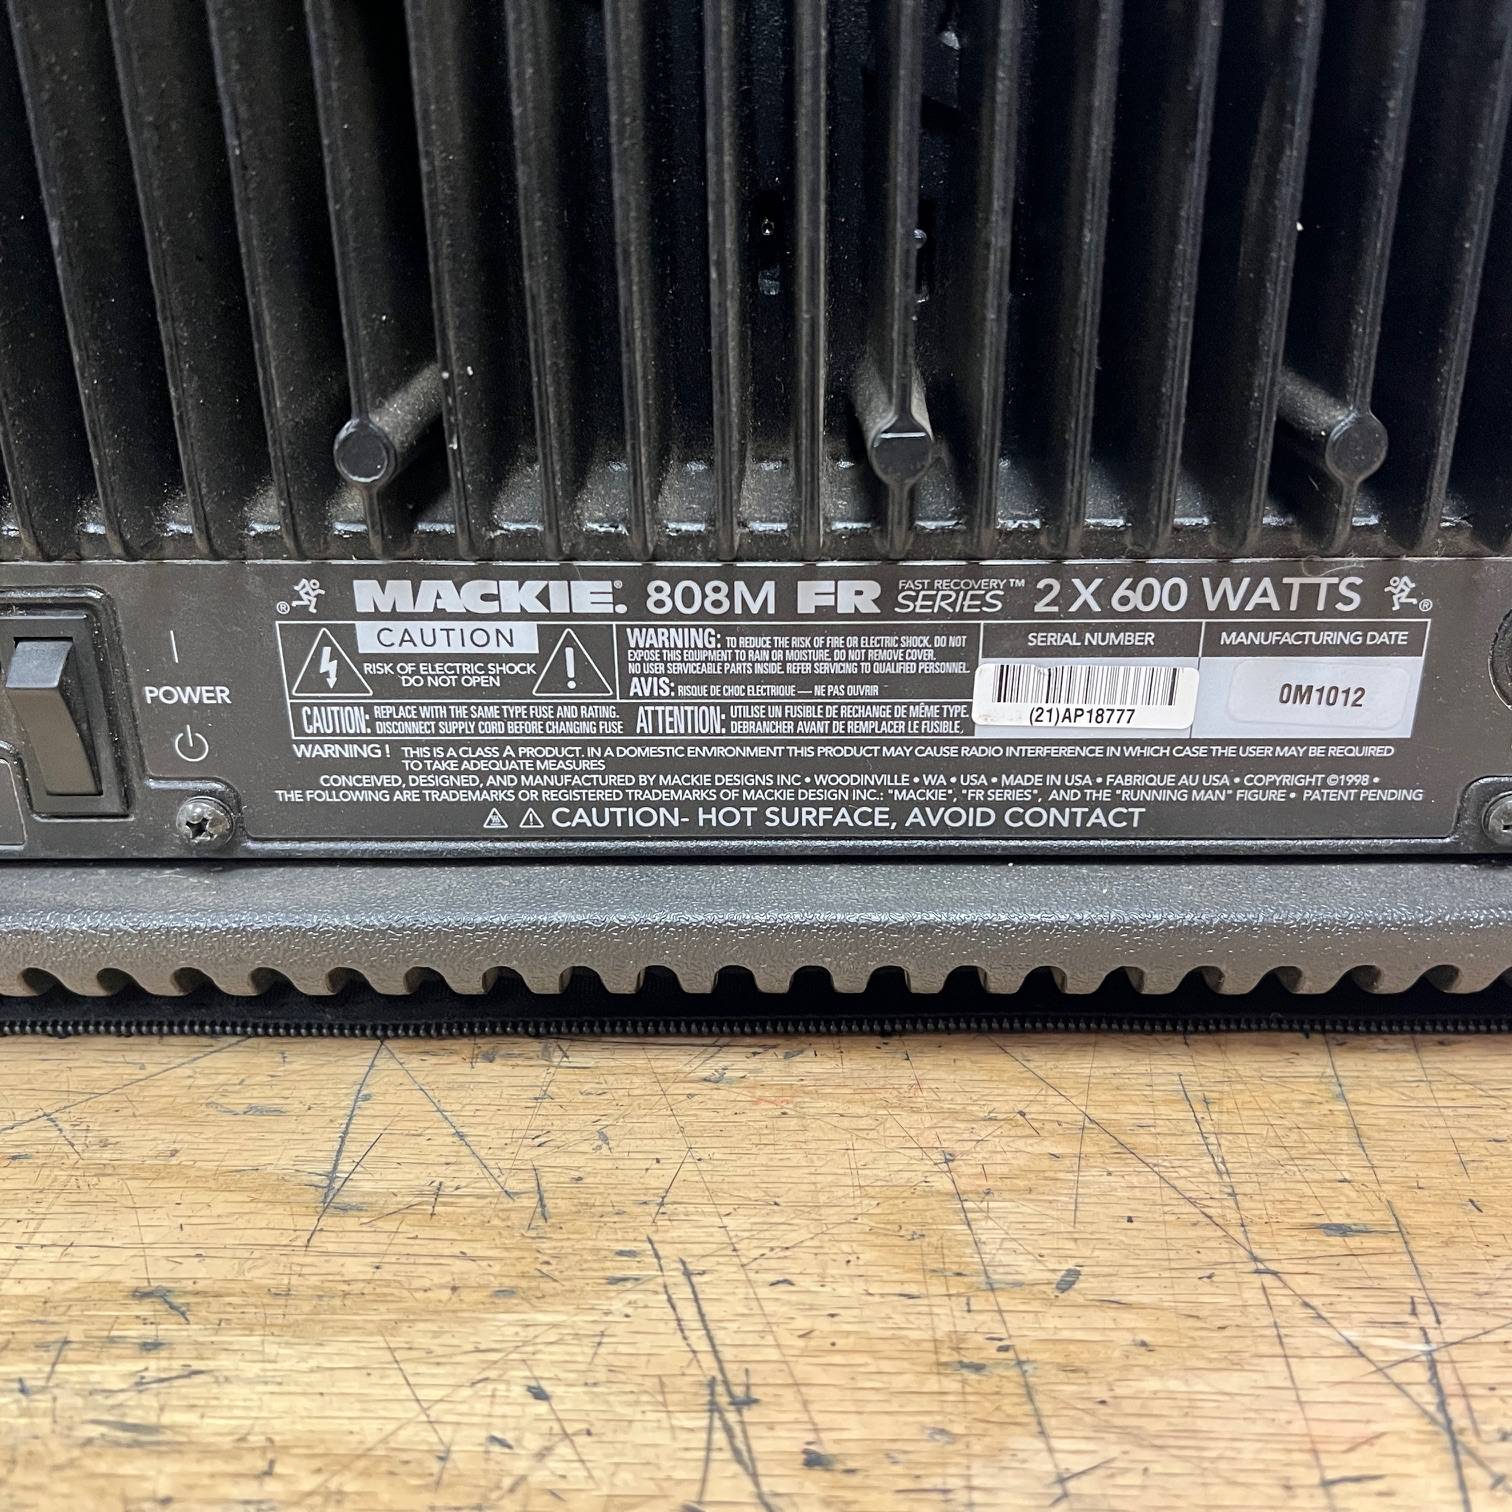 ® MACKIE.® 808M FR FAST RECOVERY™ SERIES 2 X 600 WATTS ®
CAUTION
RISK OF ELECTRIC SHOCK
DO NOT OPEN
WARNING: TO REDUCE THE RISK OF FIRE OR ELECTRIC SHOCK, DO NOT
EXPOSE THIS EQUIPMENT TO RAIN OR MOISTURE. DO NOT REMOVE COVER.
NO USER SERVICEABLE PARTS INSIDE. REFER SERVICING TO QUALIFIED PERSONNEL.
AVIS: RISQUE DE CHOC ELECTRIQUE — NE PAS OUVRIR
SERIAL NUMBER
(21)AP18777
MANUFACTURING DATE
0M1012
CAUTION: REPLACE WITH THE SAME TYPE FUSE AND RATING.
DISCONNECT SUPPLY CORD BEFORE CHANGING FUSE
ATTENTION: UTILISE UN FUSIBLE DE RECHANGE DE MÊME TYPE.
DEBRANCHER AVANT DE REMPLACER LE FUSIBLE,
POWER
WARNING! THIS IS A CLASS A PRODUCT. IN A DOMESTIC ENVIRONMENT THIS PRODUCT MAY CAUSE RADIO INTERFERENCE IN WHICH CASE THE USER MAY BE REQUIRED
TO TAKE ADEQUATE MEASURES
CONCEIVED, DESIGNED, AND MANUFACTURED BY MACKIE DESIGNS INC • WOODINVILLE • WA • USA • MADE IN USA • FABRIQUE AU USA • COPYRIGHT ©1998 •
THE FOLLOWING ARE TRADEMARKS OR REGISTERED TRADEMARKS OF MACKIE DESIGN INC.: "MACKIE", "FR SERIES", AND THE "RUNNING MAN" FIGURE • PATENT PENDING
CAUTION- HOT SURFACE, AVOID CONTACT